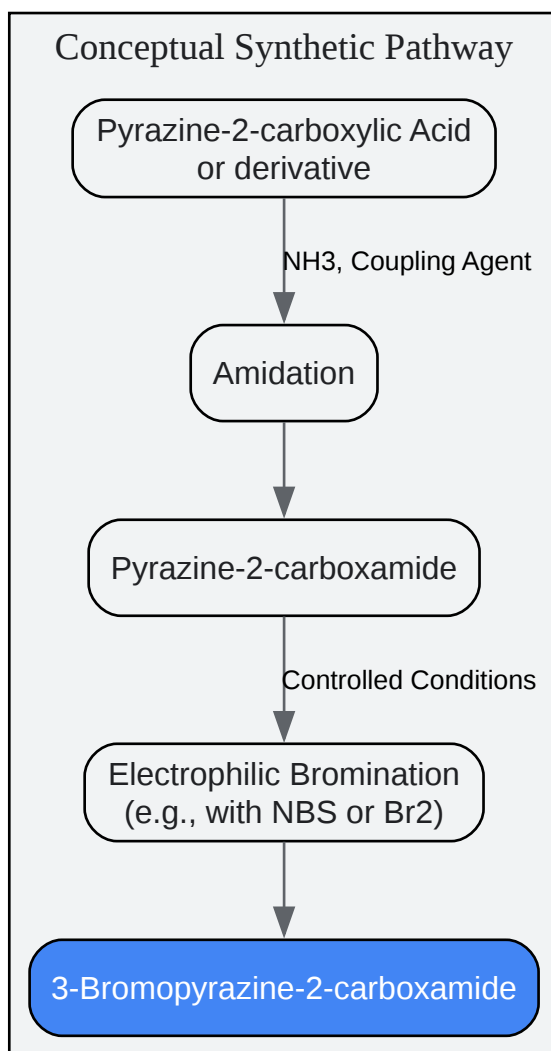 Conceptual Synthetic Pathway
Pyrazine-2-carboxylic Acid
or derivative
NH3, Coupling Agent
Amidation
Pyrazine-2-carboxamide
Controlled Conditions
Electrophilic Bromination
(e.g., with NBS or Br2)
3-Bromopyrazine-2-carboxamide